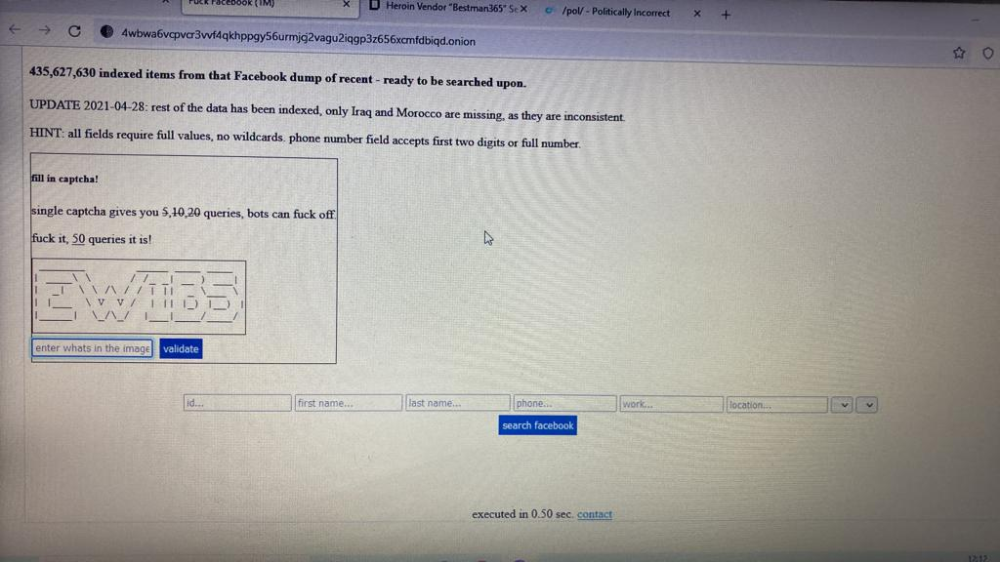 Fuck Facebook (TM)
Heroin Vendor "Bestman365" Se
/pol/ - Politically Incorrect
435,627,630 indexed items from that Facebook dump of recent - ready to be searched upon.
UPDATE 2021-04-28: rest of the data has been indexed, only Iraq and Morocco are missing, as they are inconsistent.
HINT: all fields require full values, no wildcards. phone number field accepts first two digits or full number.
fill in captcha!
single captcha gives you 5,10,20 queries, bots can fuck off.
fuck it, 50 queries it is!
enter whats in the image
validate
id... first name... last name... phone... work... location...
search facebook
executed in 0.50 sec. contact
12:12